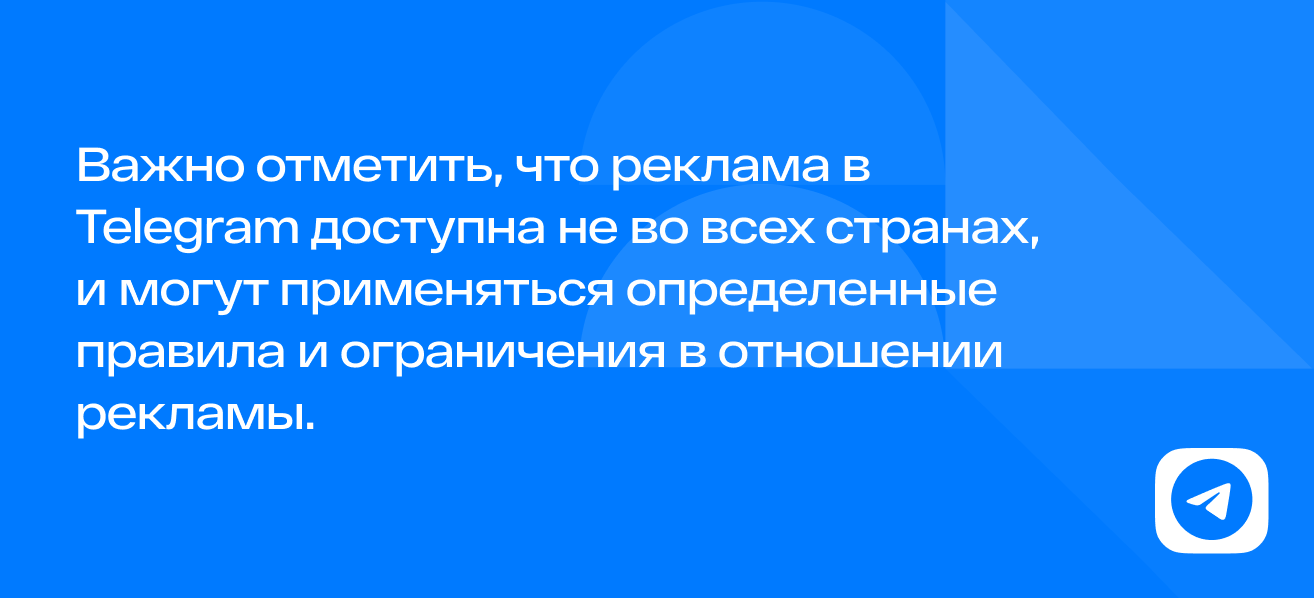 Важно отметить, что реклама в
Telegram доступна не во всех странах,
и могут применяться определенные
правила и ограничения в отношении
рекламы.